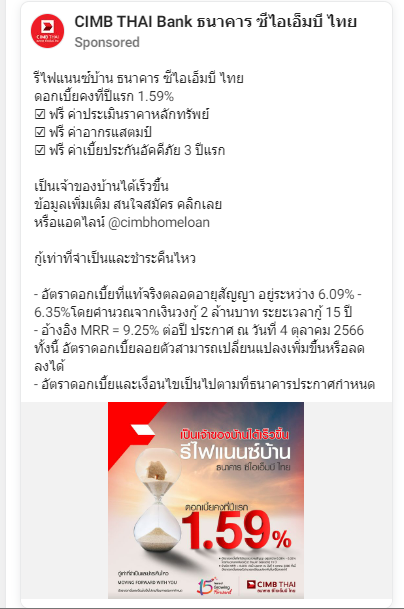 CIMB THAI Bank ธนาคาร ซีไอเอ็มบี ไทย
Sponsored
รีไฟแนนซ์บ้าน ธนาคาร ซีไอเอ็มบี ไทย
ดอกเบี้ยคงที่ปีแรก 1.59%
☑ ฟรี ค่าประเมินราคาหลักทรัพย์
☑ ฟรี ค่าอากรแสตมป์
☑ ฟรี ค่าเบี้ยประกันอัคคีภัย 3 ปีแรก
เป็นเจ้าของบ้านได้เร็วขึ้น
ข้อมูลเพิ่มเติม สนใจสมัคร คลิกเลย
หรือแอดไลน์ @cimbhomeloan
กู้เท่าที่จำเป็นและชำระคืนไหว
- อัตราดอกเบี้ยที่แท้จริงตลอดอายุสัญญา อยู่ระหว่าง 6.09% -
6.35%โดยคำนวณจากเงินวงกู้ 2 ล้านบาท ระยะเวลากู้ 15 ปี
- อ้างอิง MRR = 9.25% ต่อปี ประกาศ ณ วันที่ 4 ตุลาคม 2566
ทั้งนี้ อัตราดอกเบี้ยลอยตัวสามารถเปลี่ยนแปลงเพิ่มขึ้นหรือลด
ลงได้
- อัตราดอกเบี้ยและเงื่อนไขเป็นไปตามที่ธนาคารประกาศกำหนด
เป็นเจ้าของบ้านได้เร็วขึ้น
รีไฟแนนซ์บ้าน
ธนาคาร ซีไอเอ็มบี ไทย
ดอกเบี้ยคงที่ปีแรก
1.59%
กู้เท่าที่จำเป็นและชำระคืนไหว
MOVING FORWARD WITH YOU
15
Forward
CIMB THAI
ธนาคาร ซีไอเอ็มบี ไทย